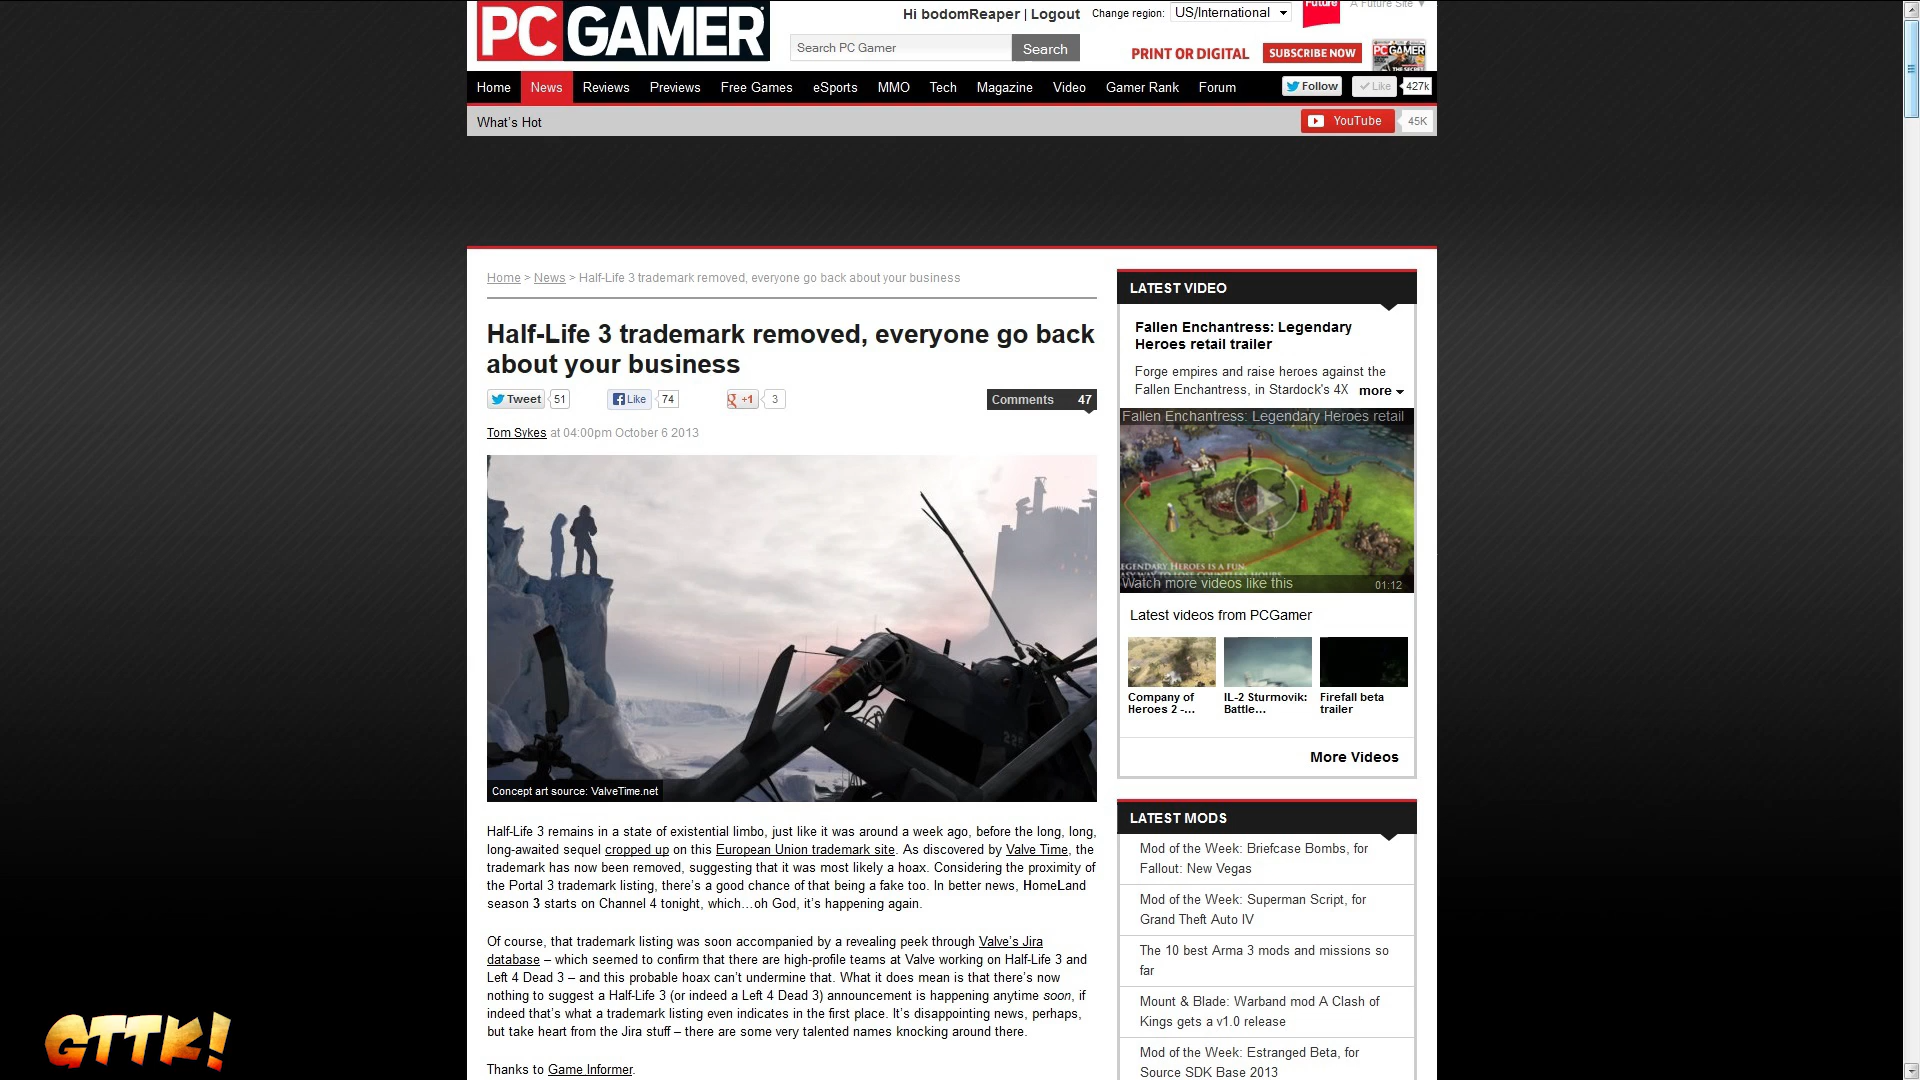 PC GAMER
Hi bodomReaper | Logout
Change region: US/International
Future
A Future Site
Search PC Gamer
Search
PRINT OR DIGITAL
SUBSCRIBE NOW
PC GAMER
Home News Reviews Previews Free Games eSports MMO Tech Magazine Video Gamer Rank Forum
Follow
Like
427k
What's Hot
YouTube
45K
Home > News > Half-Life 3 trademark removed, everyone go back about your business
Half-Life 3 trademark removed, everyone go back
about your business
Tweet 51
Like 74
+1 3
Comments 47
Tom Sykes at 04:00pm October 6 2013
225
Concept art source: ValveTime.net
Half-Life 3 remains in a state of existential limbo, just like it was around a week ago, before the long, long,
long-awaited sequel cropped up on this European Union trademark site. As discovered by Valve Time, the
trademark has now been removed, suggesting that it was most likely a hoax. Considering the proximity of
the Portal 3 trademark listing, there's a good chance of that being a fake too. In better news, HomeLand
season 3 starts on Channel 4 tonight, which…oh God, it's happening again.
Of course, that trademark listing was soon accompanied by a revealing peek through Valve's Jira
database – which seemed to confirm that there are high-profile teams at Valve working on Half-Life 3 and
Left 4 Dead 3 – and this probable hoax can't undermine that. What it does mean is that there's now
nothing to suggest a Half-Life 3 (or indeed a Left 4 Dead 3) announcement is happening anytime soon, if
indeed that's what a trademark listing even indicates in the first place. It's disappointing news, perhaps,
but take heart from the Jira stuff – there are some very talented names knocking around there.
Thanks to Game Informer.
LATEST VIDEO
Fallen Enchantress: Legendary
Heroes retail trailer
Forge empires and raise heroes against the
Fallen Enchantress, in Stardock's 4X more
Fallen Enchantress: Legendary Heroes retail
LEGENDARY HEROES IS A FUN,
EASY WAY TO LOSE COUNTLESS HOURS
Watch more videos like this
01:12
Latest videos from PCGamer
Company of
Heroes 2 -...
IL-2 Sturmovik:
Battle...
Firefall beta
trailer
More Videos
LATEST MODS
Mod of the Week: Briefcase Bombs, for
Fallout: New Vegas
Mod of the Week: Superman Script, for
Grand Theft Auto IV
The 10 best Arma 3 mods and missions so
far
Mount & Blade: Warband mod A Clash of
Kings gets a v1.0 release
Mod of the Week: Estranged Beta, for
Source SDK Base 2013
GTTK!